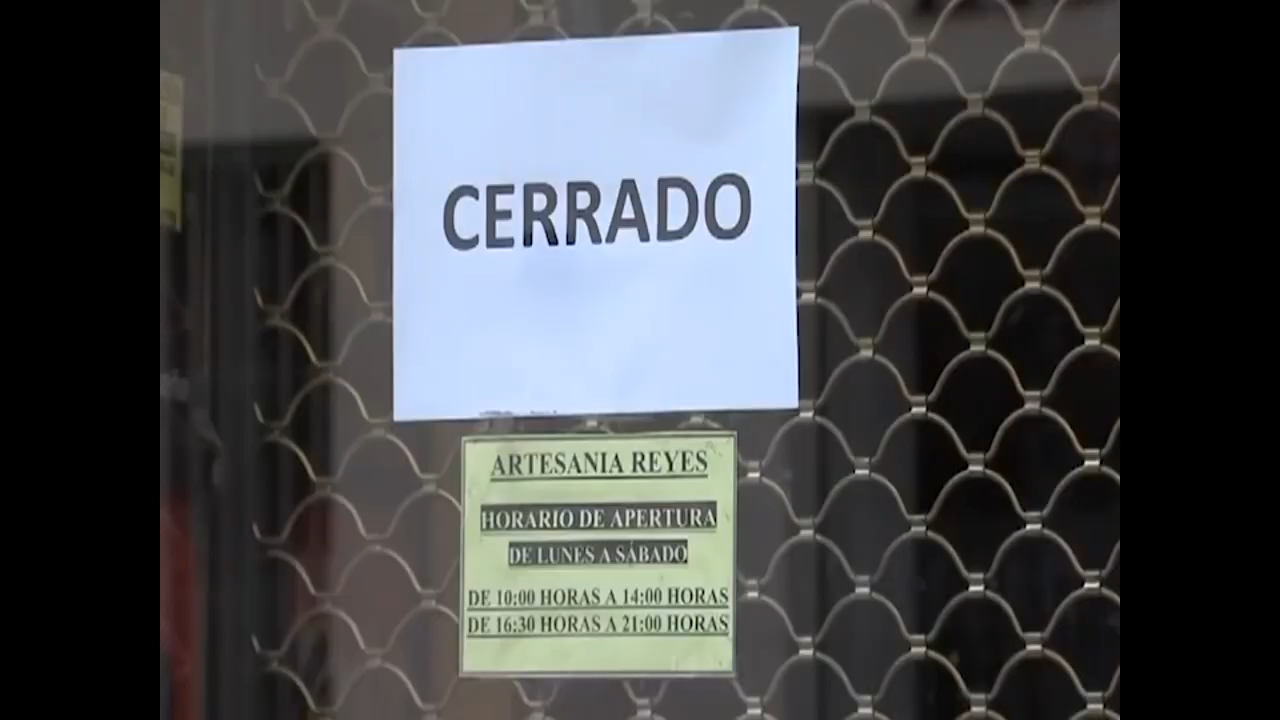 CERRADO
ARTESANIA REYES
HORARIO DE APERTURA
DE LUNES A SÁBADO
DE 10:00 HORAS A 14:00 HORAS
DE 16:30 HORAS A 21:00 HORAS